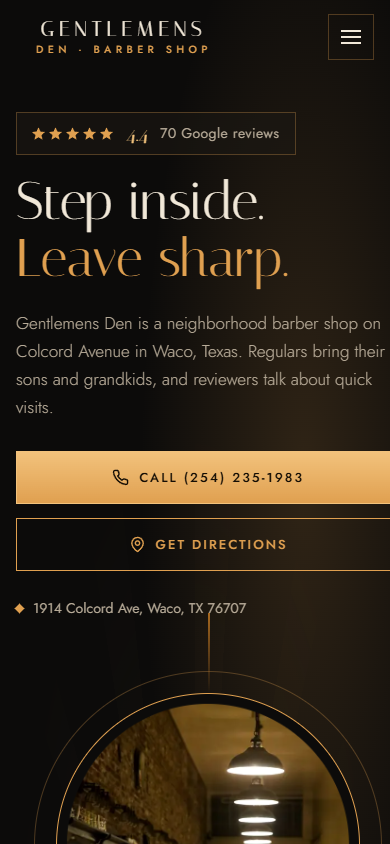 GENTLEMENS
DEN · BARBER SHOP
4.4 70 Google reviews
Step inside.
Leave sharp.
Gentlemens Den is a neighborhood barber shop on
Colcord Avenue in Waco, Texas. Regulars bring their
sons and grandkids, and reviewers talk about quick
visits.
CALL (254) 235-1983
GET DIRECTIONS
1914 Colcord Ave, Waco, TX 76707